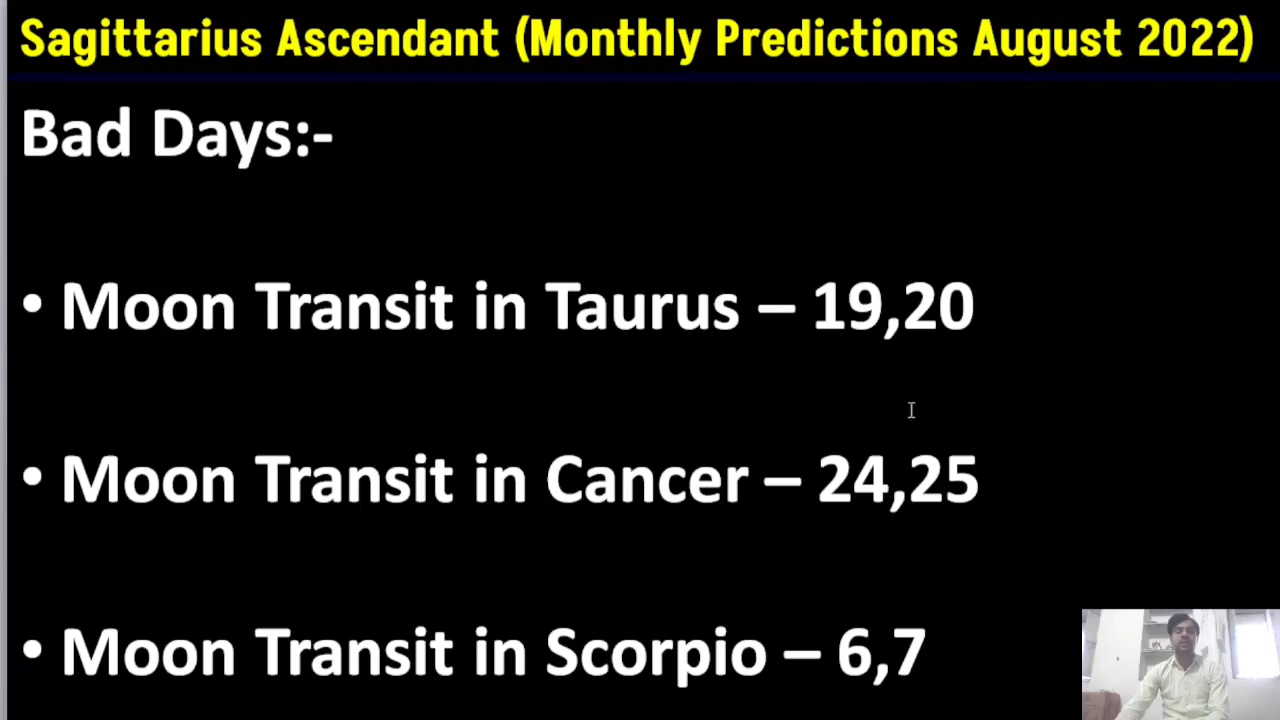 Sagittarius Ascendant (Monthly Predictions August 2022)
Bad Days:-
• Moon Transit in Taurus – 19,20
• Moon Transit in Cancer – 24,25
• Moon Transit in Scorpio – 6,7